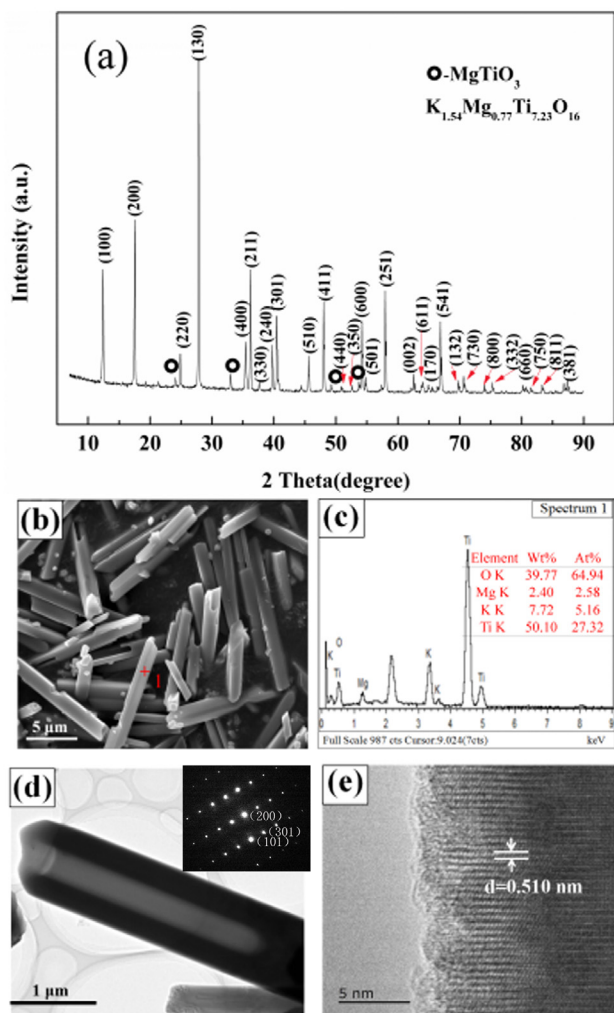 (a)
-MgTiO3
K1.54Mg0.77Ti7.23O16
(100) (200) (220) (130) (400) (211) (330) (240) (301) (510) (411) (440) (350) (600) (501) (251) (002) (611) (170) (541) (132) (730) (800) (332) (660) (750) (811) (381)
Intensity (a.u.)
10 20 30 40 50 60 70 80 90
2 Theta(degree)
(b)
1
5 μm
(c)
Spectrum 1
Element Wt% At%
O K 39.77 64.94
Mg K 2.40 2.58
K K 7.72 5.16
Ti K 50.10 27.32
Ti
K
O
Ti
Mg
K
K
Ti
0 1 2 3 4 5 6 7 8 9
Full Scale 987 cts Cursor:9.024(7cts)
keV
(d)
(200)
(301)
(101)
1 μm
(e)
d=0.510 nm
5 nm